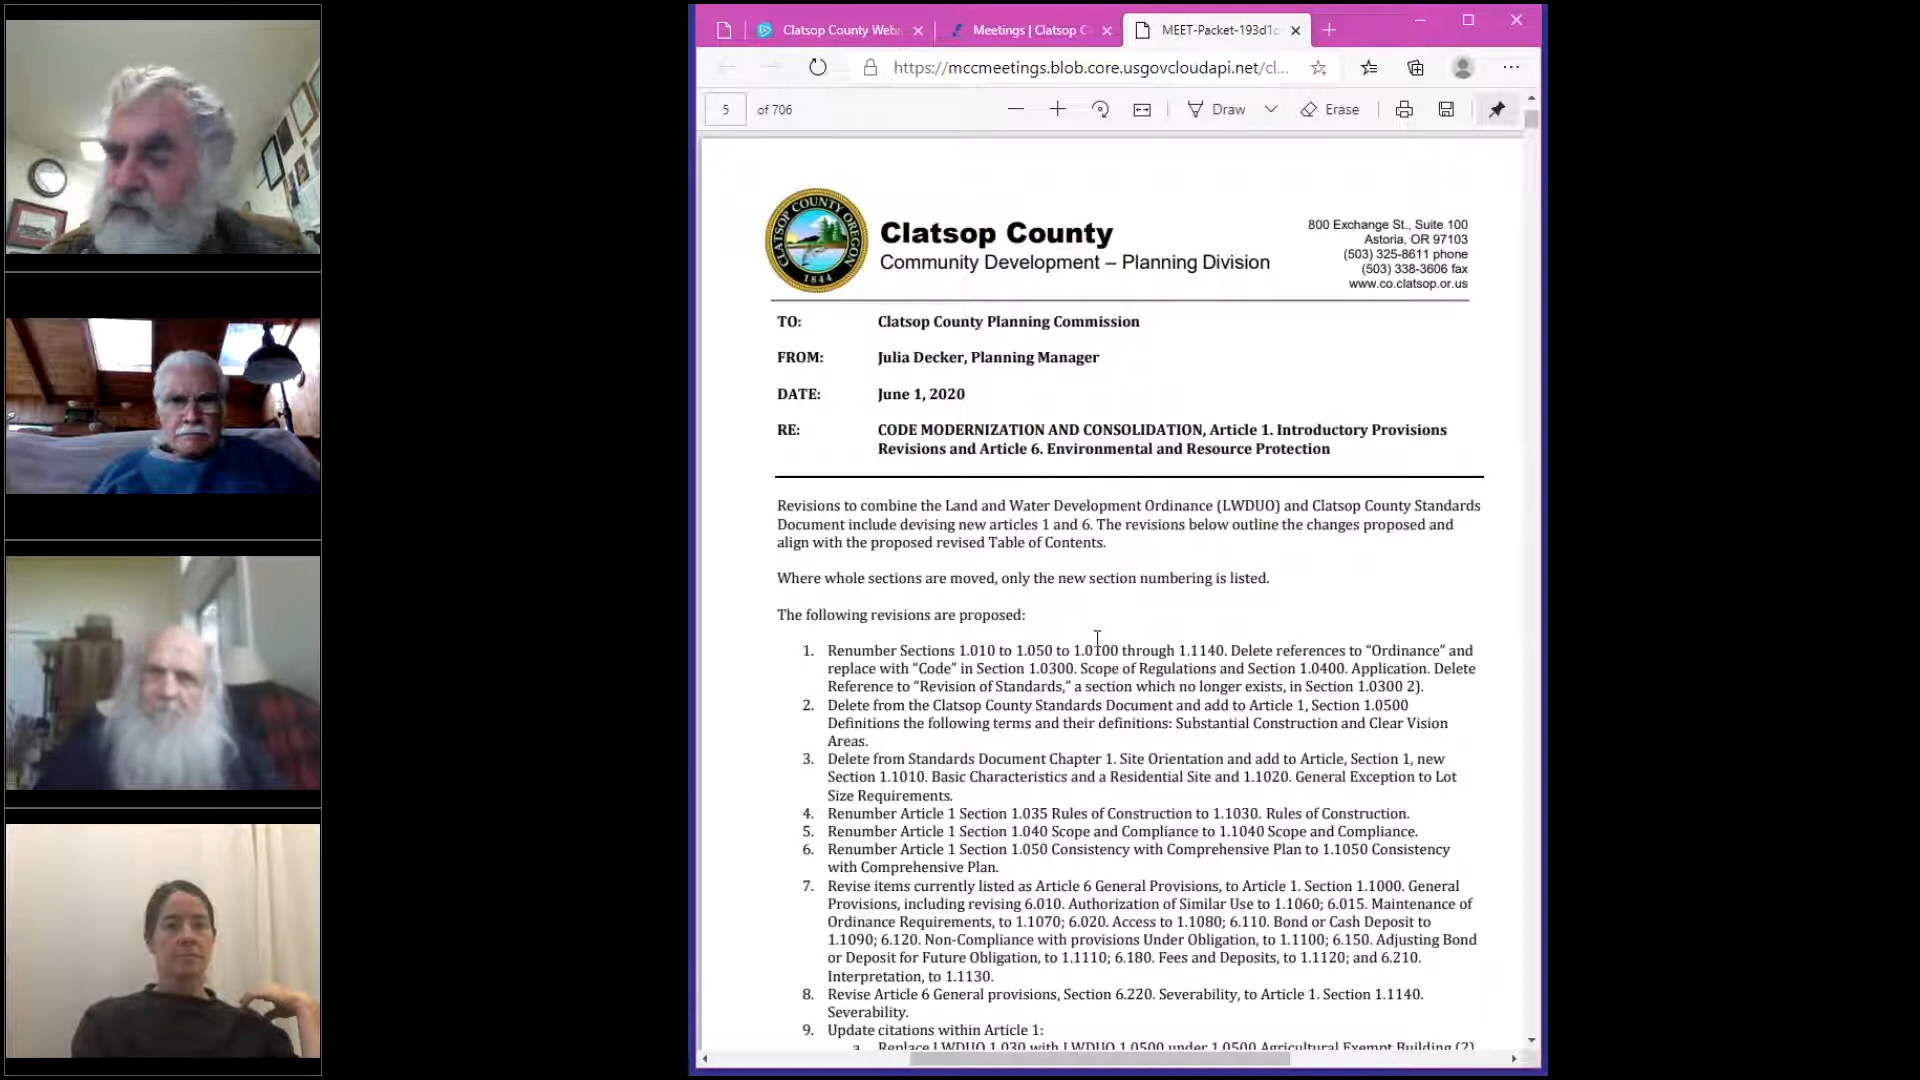 Clatsop County Web
Meetings | Clatsop C
MEET-Packet-193d1c
https://mccmeetings.blob.core.usgovcloudapi.net/cl...
5 of 706
Draw
Erase
CLATSOP COUNTY OREGON
1844
Clatsop County
Community Development – Planning Division
800 Exchange St., Suite 100
Astoria, OR 97103
(503) 325-8611 phone
(503) 338-3606 fax
www.co.clatsop.or.us
TO: Clatsop County Planning Commission
FROM: Julia Decker, Planning Manager
DATE: June 1, 2020
RE: CODE MODERNIZATION AND CONSOLIDATION, Article 1. Introductory Provisions
Revisions and Article 6. Environmental and Resource Protection
Revisions to combine the Land and Water Development Ordinance (LWDUO) and Clatsop County Standards
Document include devising new articles 1 and 6. The revisions below outline the changes proposed and
align with the proposed revised Table of Contents.
Where whole sections are moved, only the new section numbering is listed.
The following revisions are proposed:
1. Renumber Sections 1.010 to 1.050 to 1.0100 through 1.1140. Delete references to “Ordinance” and
replace with “Code” in Section 1.0300. Scope of Regulations and Section 1.0400. Application. Delete
Reference to “Revision of Standards,” a section which no longer exists, in Section 1.0300 2).
2. Delete from the Clatsop County Standards Document and add to Article 1, Section 1.0500
Definitions the following terms and their definitions: Substantial Construction and Clear Vision
Areas.
3. Delete from Standards Document Chapter 1. Site Orientation and add to Article, Section 1, new
Section 1.1010. Basic Characteristics and a Residential Site and 1.1020. General Exception to Lot
Size Requirements.
4. Renumber Article 1 Section 1.035 Rules of Construction to 1.1030. Rules of Construction.
5. Renumber Article 1 Section 1.040 Scope and Compliance to 1.1040 Scope and Compliance.
6. Renumber Article 1 Section 1.050 Consistency with Comprehensive Plan to 1.1050 Consistency
with Comprehensive Plan.
7. Revise items currently listed as Article 6 General Provisions, to Article 1. Section 1.1000. General
Provisions, including revising 6.010. Authorization of Similar Use to 1.1060; 6.015. Maintenance of
Ordinance Requirements, to 1.1070; 6.020. Access to 1.1080; 6.110. Bond or Cash Deposit to
1.1090; 6.120. Non-Compliance with provisions Under Obligation, to 1.1100; 6.150. Adjusting Bond
or Deposit for Future Obligation, to 1.1110; 6.180. Fees and Deposits, to 1.1120; and 6.210.
Interpretation, to 1.1130.
8. Revise Article 6 General provisions, Section 6.220. Severability, to Article 1. Section 1.1140.
Severability.
9. Update citations within Article 1:
a. Replace LWDUO 1.030 with LWDUO 1.0500 under 1.0500 Agricultural Exempt Building (2)